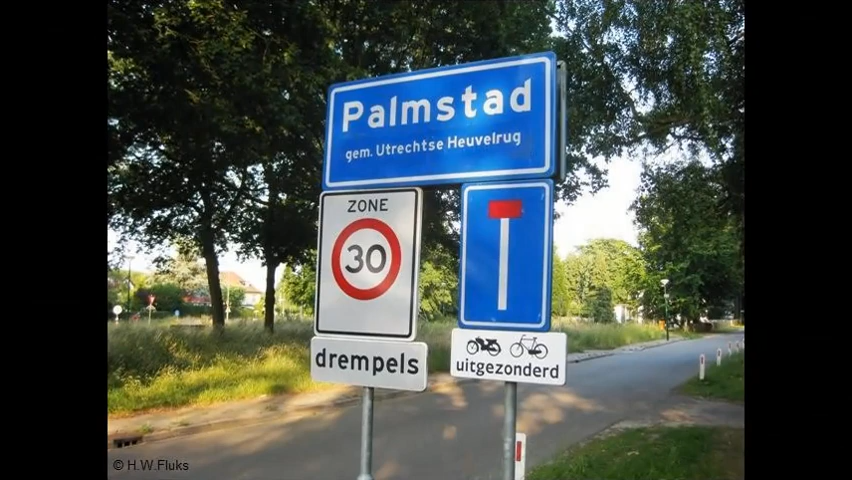 Palmstad
gem. Utrechtse Heuvelrug
ZONE
30
drempels
uitgezonderd
© H.W.Fluks